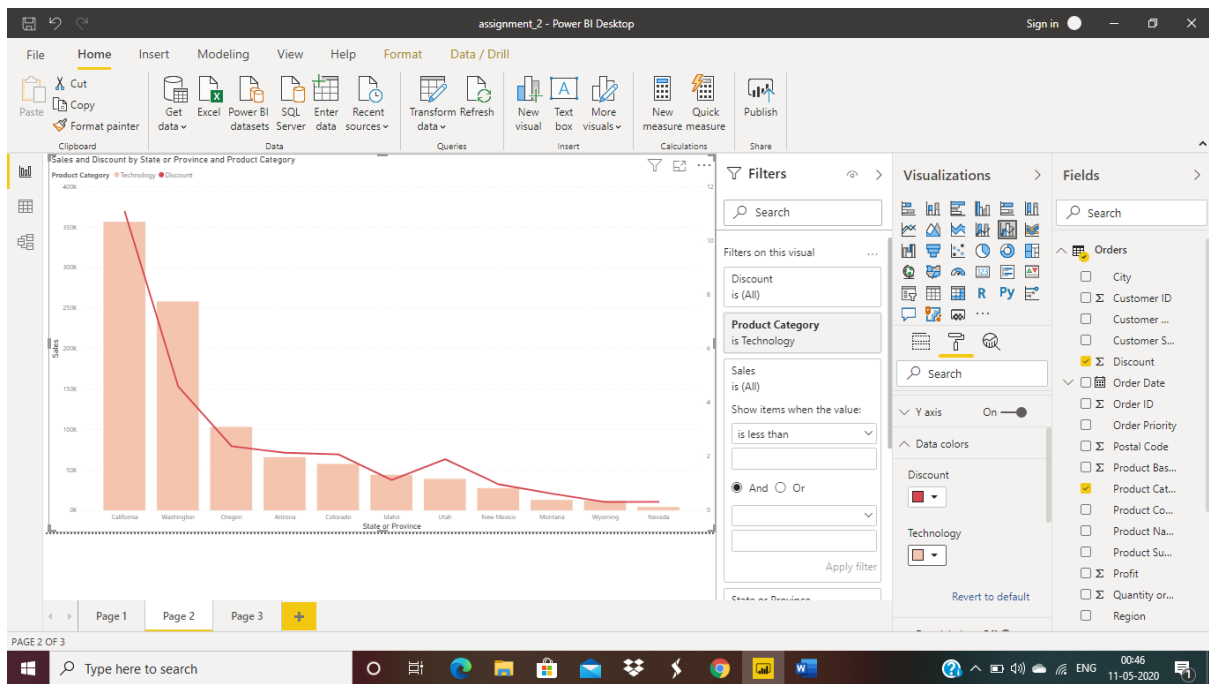 assignment_2 - Power BI Desktop
Sign in
File Home Insert Modeling View Help Format Data / Drill
Paste
Cut
Copy
Format painter
Clipboard
Get data
Excel
Power BI datasets
SQL Server
Enter data
Recent sources
Data
Transform data
Refresh
Queries
New visual
Text box
More visuals
Insert
New measure
Quick measure
Calculations
Publish
Share
Sales and Discount by State or Province and Product Category
Product Category Technology Discount
400K
350K
300K
250K
200K
150K
100K
50K
0K
Sales
12
10
8
6
4
2
0
California Washington Oregon Arizona Colorado Idaho Utah New Mexico Montana Wyoming Nevada
State or Province
Filters
Search
Filters on this visual ...
Discount
is (All)
Product Category
is Technology
Sales
is (All)
Show items when the value:
is less than
And Or
Apply filter
State or Province
Visualizations
123
R Py
...
Search
Y axis On
Data colors
Discount
Technology
Revert to default
Fields
Search
Orders
City
Σ Customer ID
Customer ...
Customer S...
Σ Discount
Order Date
Σ Order ID
Order Priority
Σ Postal Code
Σ Product Bas...
Product Cat...
Product Co...
Product Na...
Product Su...
Σ Profit
Σ Quantity or...
Region
Page 1 Page 2 Page 3 +
PAGE 2 OF 3
Type here to search
ENG
00:46
11-05-2020